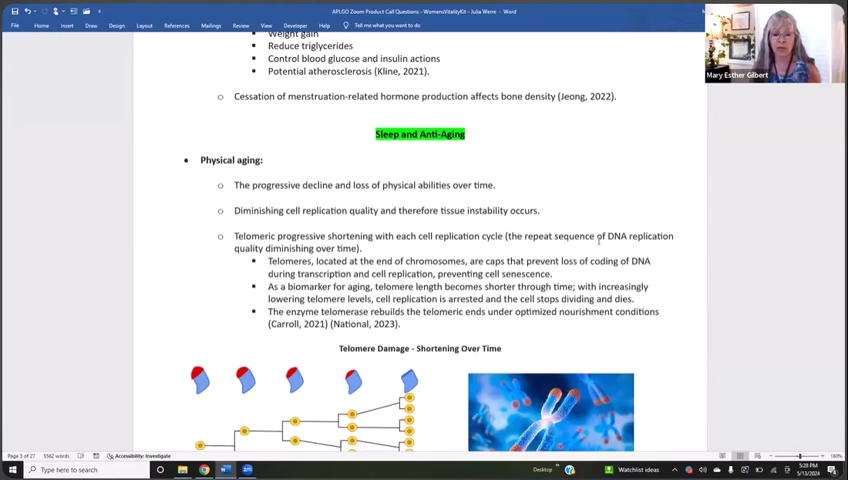 APLGO Zoom Product Call Questions - WomensVitalityKit - Julia Werre - Word
File Home Insert Draw Design Layout References Mailings Review View Developer Help Tell me what you want to do
Weight gain
Reduce triglycerides
Control blood glucose and insulin actions
Potential atherosclerosis (Kline, 2021).
Cessation of menstruation-related hormone production affects bone density (Jeong, 2022).
Mary Esther Gilbert
Sleep and Anti-Aging
Physical aging:
The progressive decline and loss of physical abilities over time.
Diminishing cell replication quality and therefore tissue instability occurs.
Telomeric progressive shortening with each cell replication cycle (the repeat sequence of DNA replication
quality diminishing over time).
Telomeres, located at the end of chromosomes, are caps that prevent loss of coding of DNA
during transcription and cell replication, preventing cell senescence.
As a biomarker for aging, telomere length becomes shorter through time; with increasingly
lowering telomere levels, cell replication is arrested and the cell stops dividing and dies.
The enzyme telomerase rebuilds the telomeric ends under optimized nourishment conditions
(Carroll, 2021) (National, 2023).
Telomere Damage - Shortening Over Time
Page 3 of 27 5562 words Accessibility: Investigate 180%
Type here to search Desktop Watchlist ideas 5:28 PM
5/13/2024